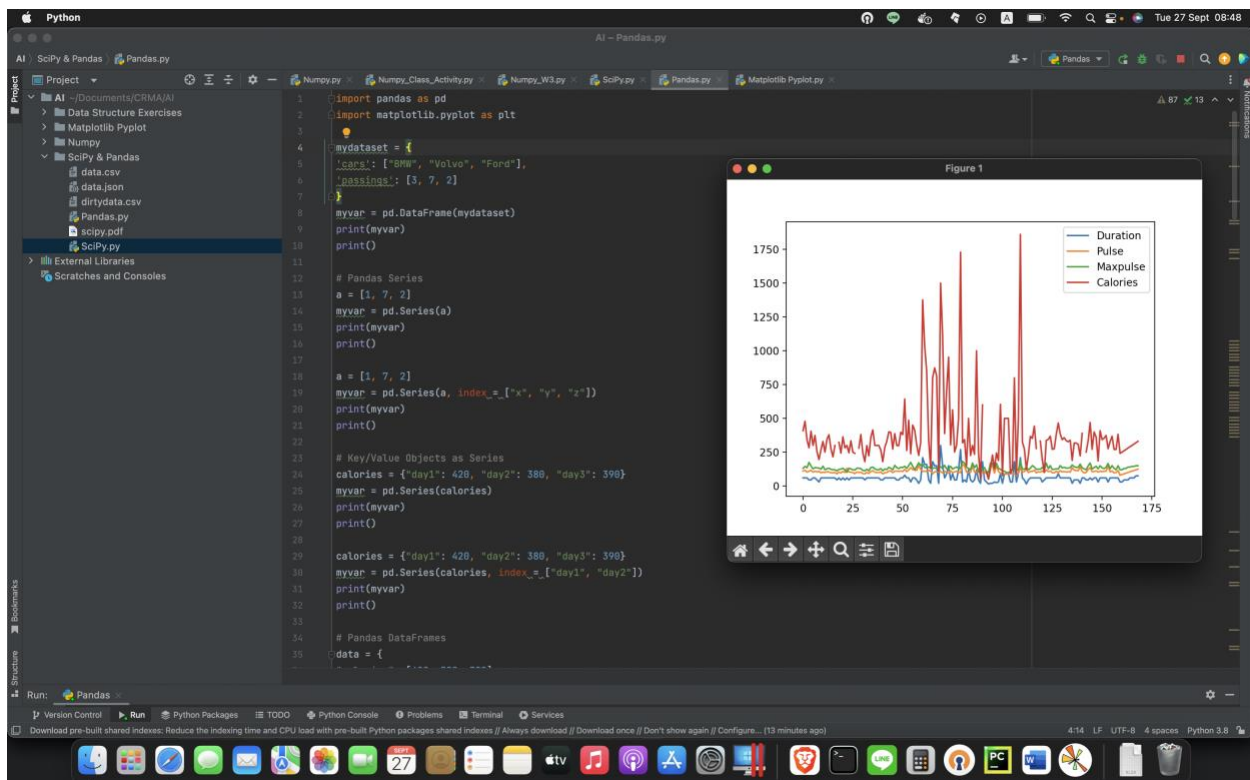 Python
Tue 27 Sept 08:48
AI – Pandas.py
AI
SciPy & Pandas
Pandas.py
Pandas
Project
Numpy.py
Numpy_Class_Activity.py
Numpy_W3.py
SciPy.py
Pandas.py
Matplotlib Pyplot.py
Project
Notifications
AI ~/Documents/CRMA/AI
Data Structure Exercises
Matplotlib Pyplot
Numpy
SciPy & Pandas
data.csv
data.json
dirtydata.csv
Pandas.py
scipy.pdf
SciPy.py
External Libraries
Scratches and Consoles
87 13
1 import pandas as pd
2 import matplotlib.pyplot as plt
3
4 mydataset = {
5 'cars': ["BMW", "Volvo", "Ford"],
6 'passings': [3, 7, 2]
7 }
8 myvar = pd.DataFrame(mydataset)
9 print(myvar)
10 print()
11
12 # Pandas Series
13 a = [1, 7, 2]
14 myvar = pd.Series(a)
15 print(myvar)
16 print()
17
18 a = [1, 7, 2]
19 myvar = pd.Series(a, index = ["x", "y", "z"])
20 print(myvar)
21 print()
22
23 # Key/Value Objects as Series
24 calories = {"day1": 420, "day2": 380, "day3": 390}
25 myvar = pd.Series(calories)
26 print(myvar)
27 print()
28
29 calories = {"day1": 420, "day2": 380, "day3": 390}
30 myvar = pd.Series(calories, index = ["day1", "day2"])
31 print(myvar)
32 print()
33
34 # Pandas DataFrames
35 data = {
Figure 1
Duration
Pulse
Maxpulse
Calories
1750
1500
1250
1000
750
500
250
0
0 25 50 75 100 125 150 175
Bookmarks
Structure
Run: Pandas
Version Control Run Python Packages TODO Python Console Problems Terminal Services
Download pre-built shared indexes: Reduce the indexing time and CPU load with pre-built Python packages shared indexes // Always download // Download once // Don't show again // Configure... (13 minutes ago)
4:14 LF UTF-8 4 spaces Python 3.8
SEPT
27
tv
LINE
PC
W